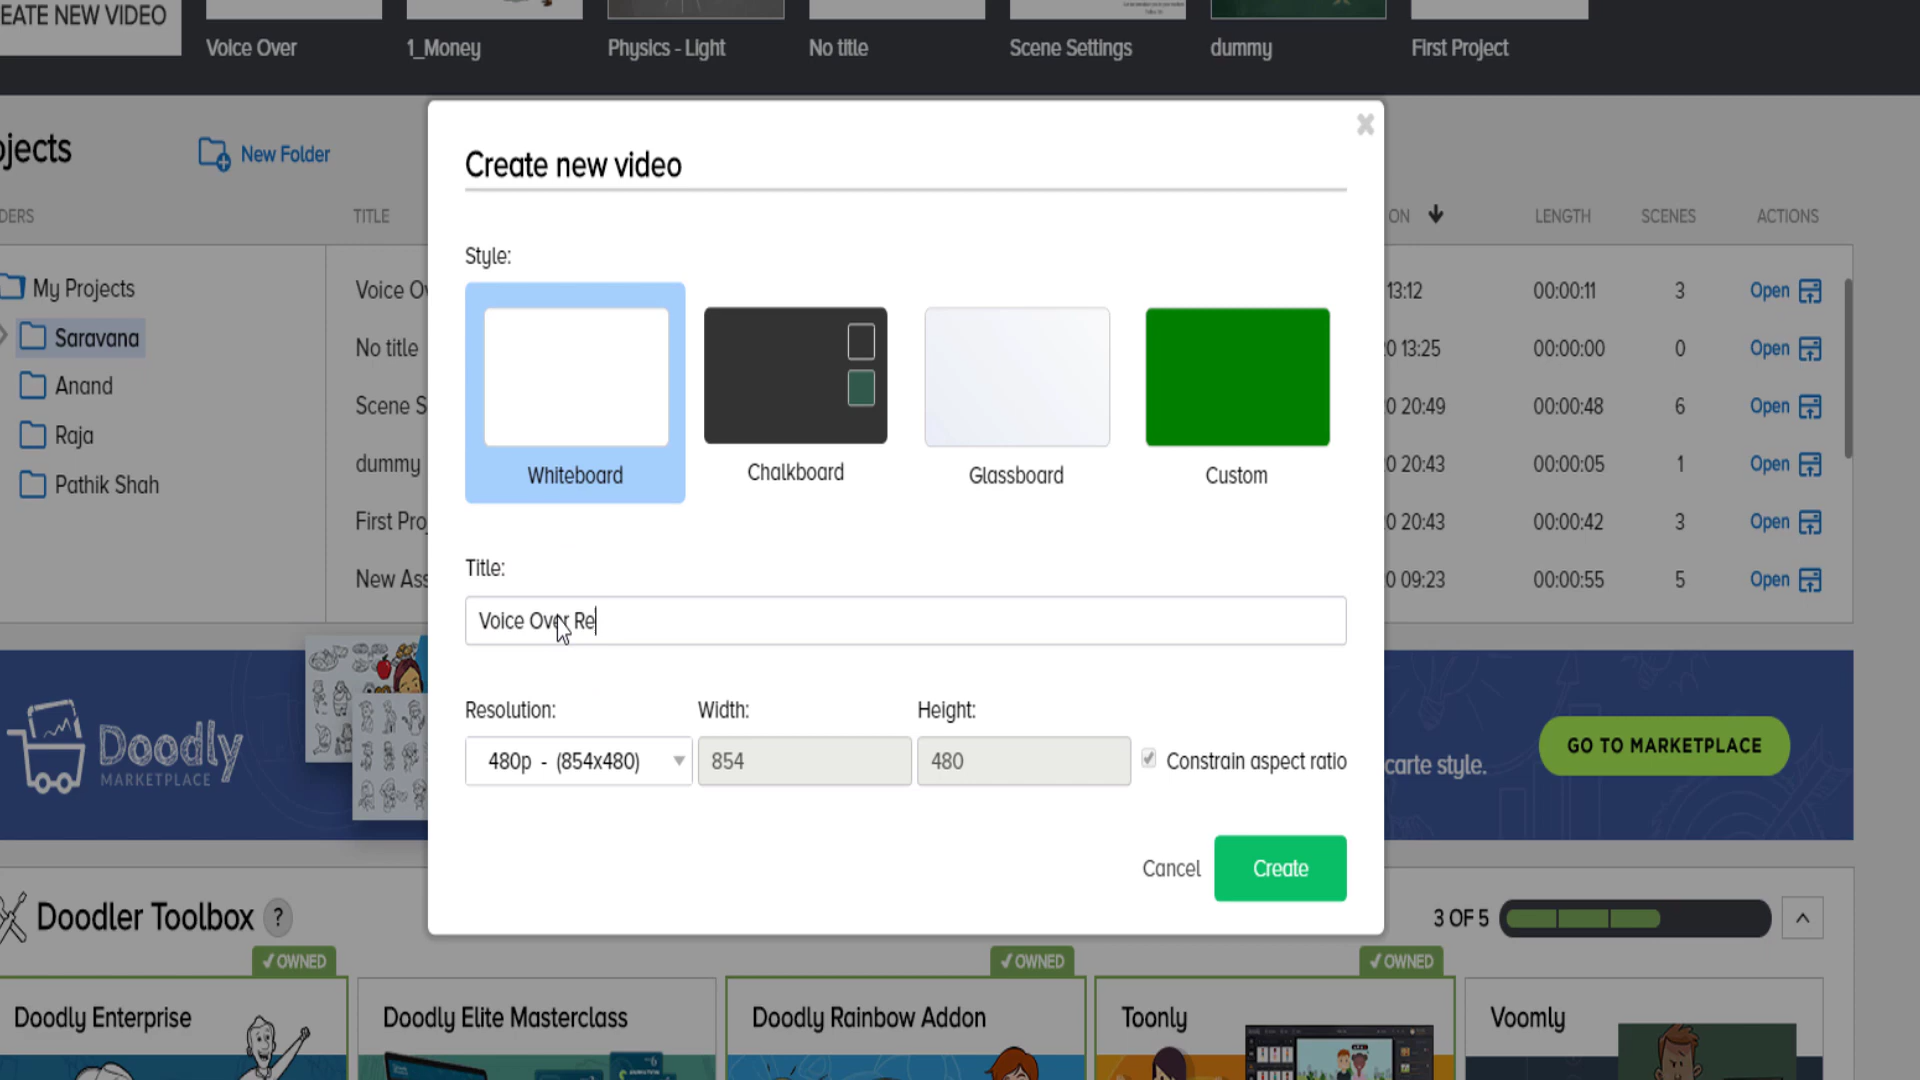 EATE NEW VIDEO
Voice Over
1_Money
Physics - Light
No title
Scene Settings
dummy
First Project
jects
New Folder
DERS
TITLE
ON
LENGTH
SCENES
ACTIONS
My Projects
Saravana
Anand
Raja
Pathik Shah
Voice Ov
No title
Scene S
dummy
First Pro
New Ass
13:12 00:00:11 3 Open
0 13:25 00:00:00 0 Open
0 20:49 00:00:48 6 Open
0 20:43 00:00:05 1 Open
0 20:43 00:00:42 3 Open
0 09:23 00:00:55 5 Open
Create new video
Style:
Whiteboard
Chalkboard
Glassboard
Custom
Title:
Voice Over Re
Resolution:
Width:
Height:
480p - (854x480)
854
480
Constrain aspect ratio
Cancel
Create
Doodly
MARKETPLACE
carte style.
GO TO MARKETPLACE
Doodler Toolbox ?
3 OF 5
OWNED
OWNED
OWNED
Doodly Enterprise
Doodly Elite Masterclass
Doodly Rainbow Addon
Toonly
Voomly